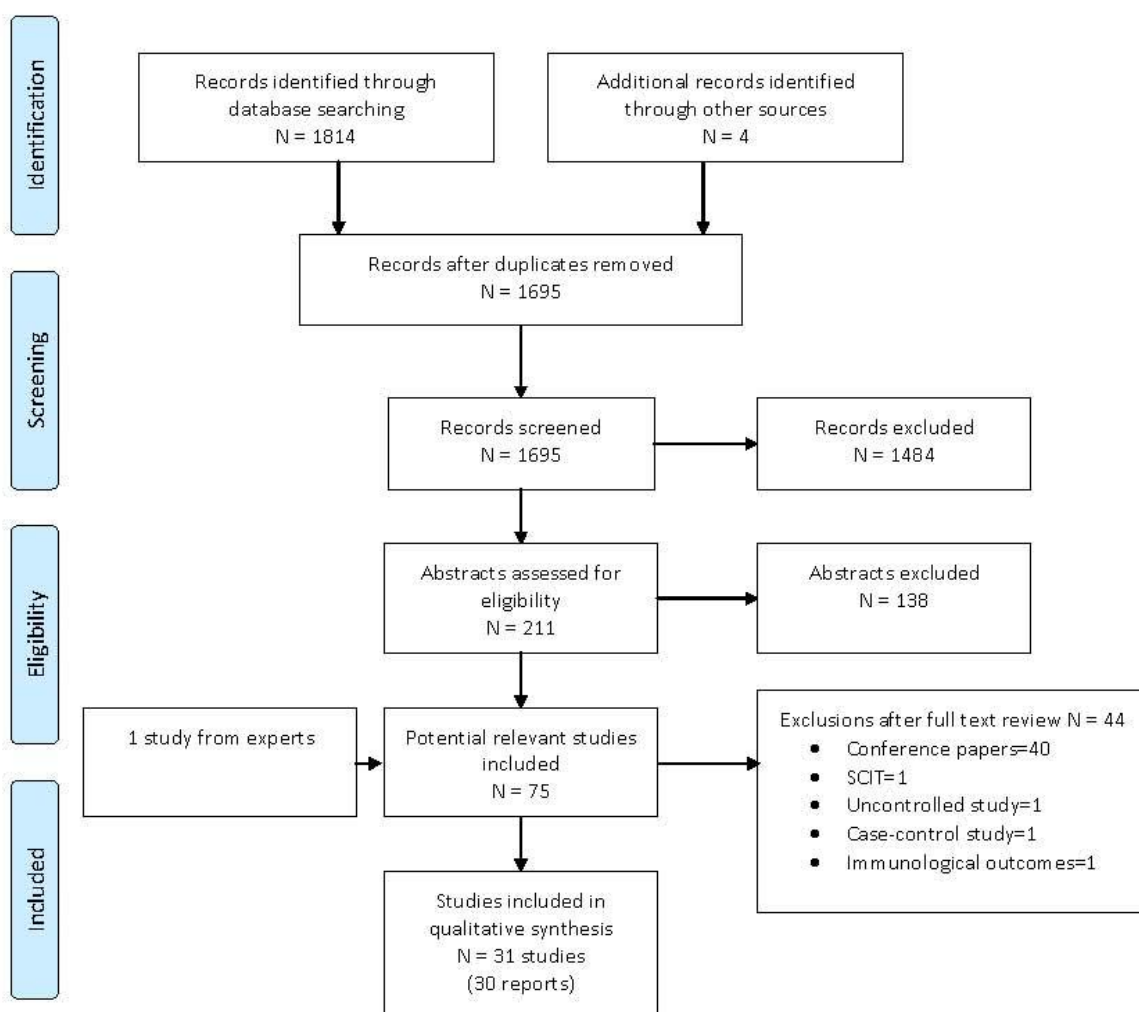 Identification
Records identified through
database searching
N = 1814
Additional records identified
through other sources
N = 4
Records after duplicates removed
N = 1695
Screening
Records screened
N = 1695
Records excluded
N = 1484
Eligibility
Abstracts assessed for
eligibility
N = 211
Abstracts excluded
N = 138
1 study from experts
Potential relevant studies
included
N = 75
Exclusions after full text review N = 44
• Conference papers=40
• SCIT=1
• Uncontrolled study=1
• Case-control study=1
• Immunological outcomes=1
Included
Studies included in
qualitative synthesis
N = 31 studies
(30 reports)